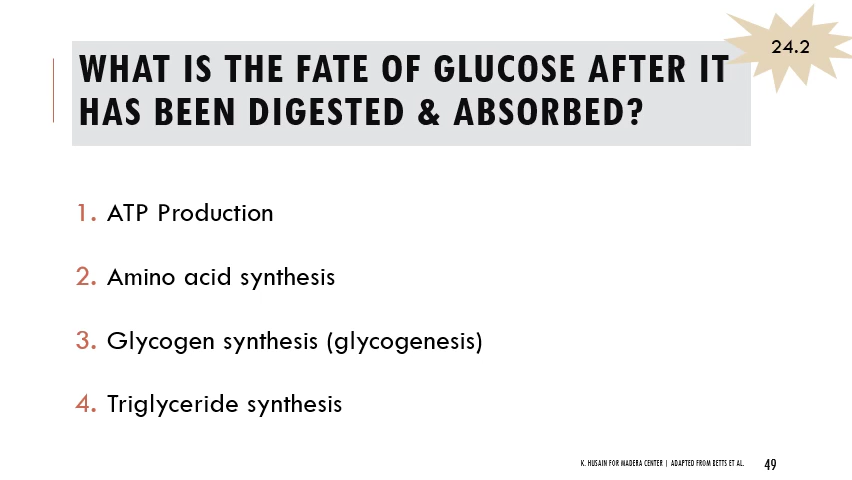 24.2
WHAT IS THE FATE OF GLUCOSE AFTER IT
HAS BEEN DIGESTED & ABSORBED?
1. ATP Production
2. Amino acid synthesis
3. Glycogen synthesis (glycogenesis)
4. Triglyceride synthesis
K. HUSAIN FOR MADERA CENTER | ADAPTED FROM BETTS ET AL. 49